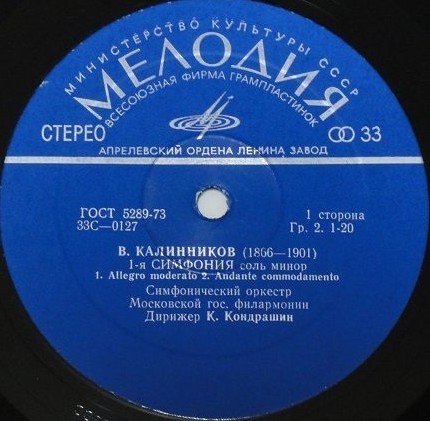 МИНИСТЕРСТВО КУЛЬТУРЫ СССР
МЕЛОДИЯ
ВСЕСОЮЗНАЯ ФИРМА ГРАМПЛАСТИНОК
СТЕРЕО 33
АПРЕЛЕВСКИЙ ОРДЕНА ЛЕНИНА ЗАВОД
ГОСТ 5289-73 1 сторона
33С—0127 Гр. 2. 1-20
В. КАЛИННИКОВ (1866—1901)
1-я СИМФОНИЯ соль минор
1. Allegro moderato 2. Andante commodamento
Симфонический оркестр
Московской гос. филармонии
Дирижер К. Кондрашин